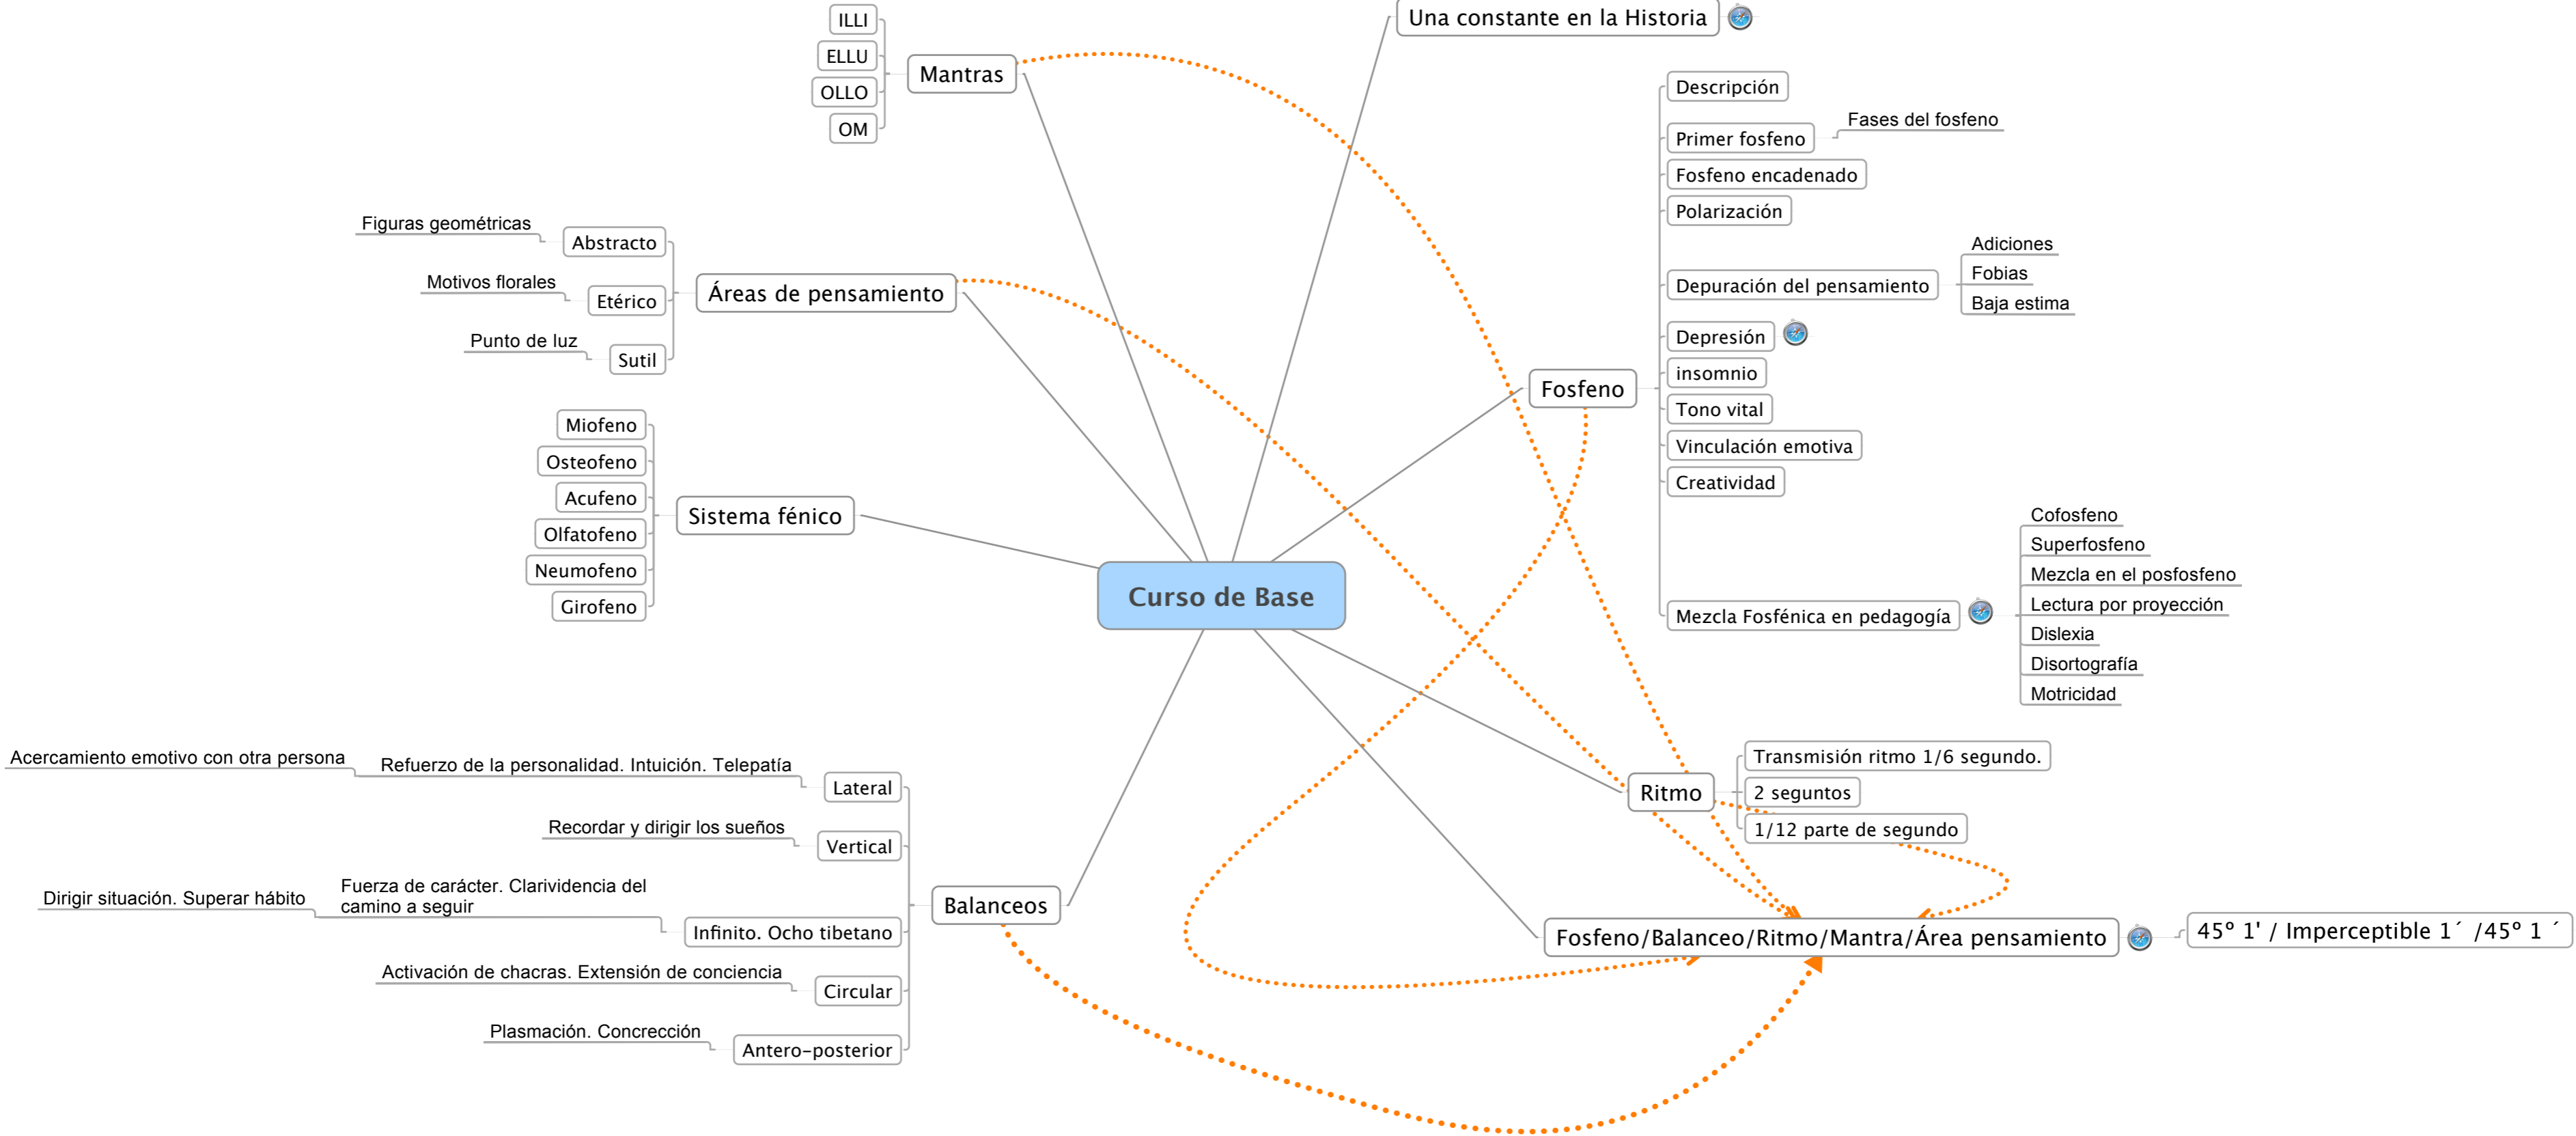 Curso de Base
Una constante en la Historia
Fosfeno
Descripción
Primer fosfeno
Fases del fosfeno
Fosfeno encadenado
Polarización
Depuración del pensamiento
Adiciones
Fobias
Baja estima
Depresión
insomnio
Tono vital
Vinculación emotiva
Creatividad
Mezcla Fosfénica en pedagogía
Cofosfeno
Superfosfeno
Mezcla en el posfosfeno
Lectura por proyección
Dislexia
Disortografía
Motricidad
Ritmo
Transmisión ritmo 1/6 segundo.
2 seguntos
1/12 parte de segundo
Fosfeno/Balanceo/Ritmo/Mantra/Área pensamiento
45º 1' / Imperceptible 1´ /45º 1 ´
Mantras
ILLI
ELLU
OLLO
OM
Áreas de pensamiento
Abstracto
Figuras geométricas
Etérico
Motivos florales
Sutil
Punto de luz
Sistema fénico
Miofeno
Osteofeno
Acufeno
Olfatofeno
Neumofeno
Girofeno
Balanceos
Lateral
Refuerzo de la personalidad. Intuición. Telepatía
Acercamiento emotivo con otra persona
Vertical
Recordar y dirigir los sueños
Infinito. Ocho tibetano
Fuerza de carácter. Clarividencia del
camino a seguir
Dirigir situación. Superar hábito
Circular
Activación de chacras. Extensión de conciencia
Antero-posterior
Plasmación. Concrección